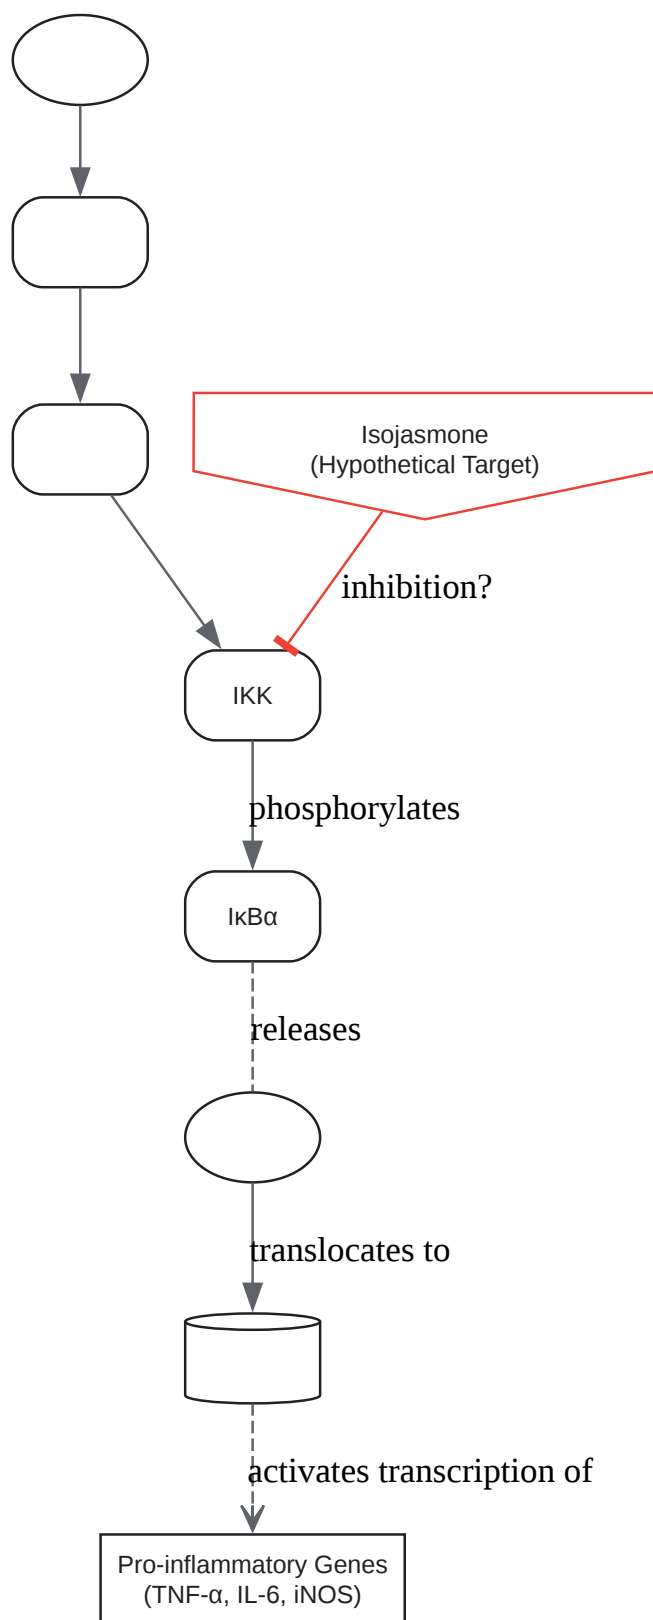 Isojasmone
(Hypothetical Target)
inhibition?
IKK
phosphorylates
IκBα
releases
translocates to
activates transcription of
Pro-inflammatory Genes
(TNF-α, IL-6, iNOS)